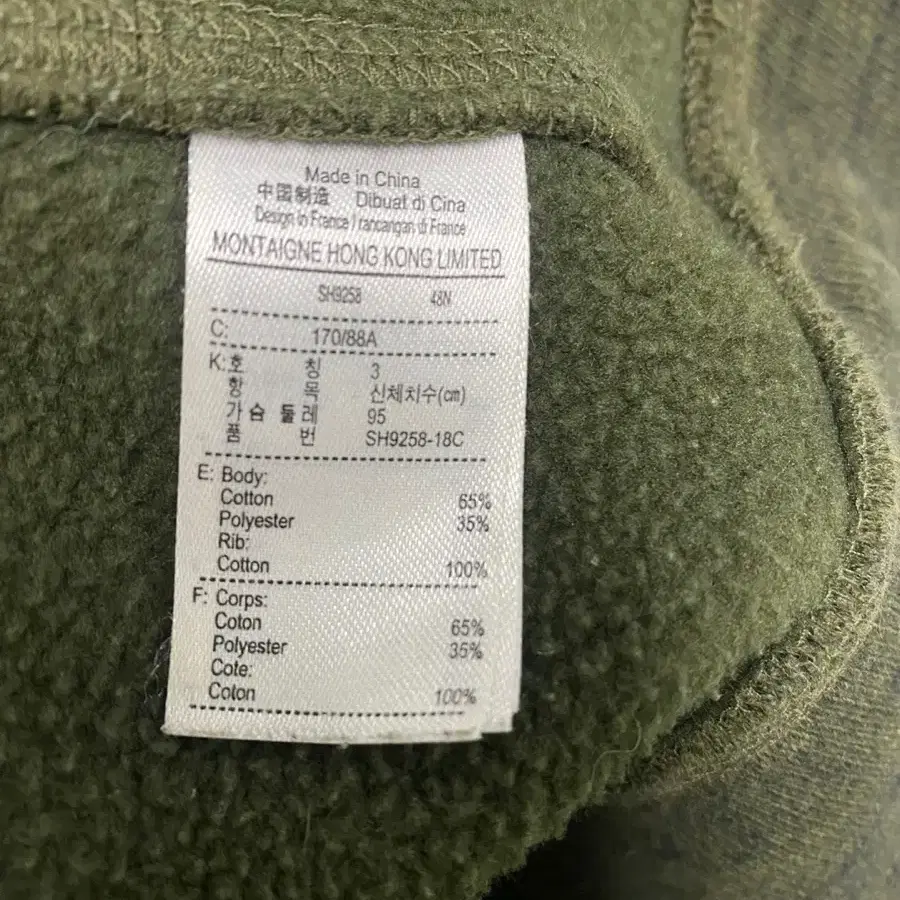 Made in China
中国制造 Dibuat di Cina
Design in France / rancangan di France
MONTAIGNE HONG KONG LIMITED
SH9258 48N
C: 170/88A
K: 호 칭 3
항 목 신체치수(㎝)
가슴 둘레 95
품 번 SH9258-18C
E: Body:
Cotton 65%
Polyester 35%
Rib:
Cotton 100%
F: Corps:
Coton 65%
Polyester 35%
Cote:
Coton 100%